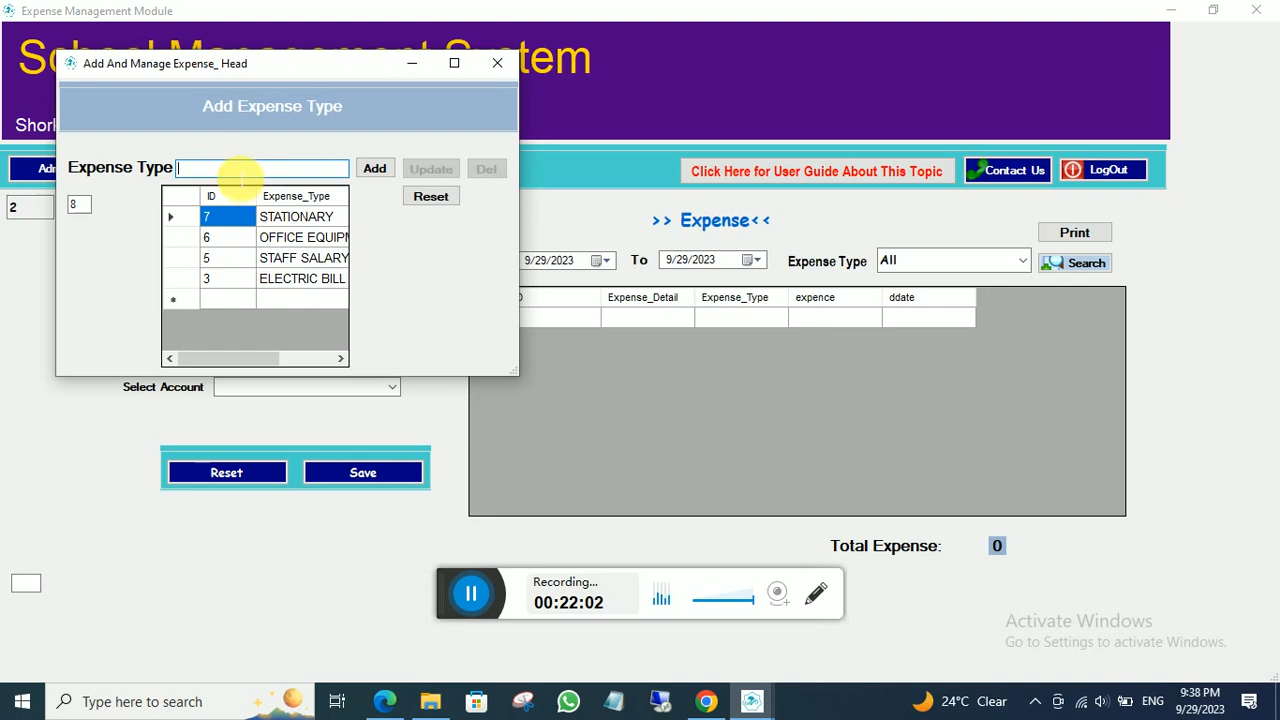 Expense Management Module
School Management System
Add And Manage Expense_ Head
Add Expense Type
Expense Type
Add
Update
Del
Reset
8
2
ID Expense_Type
7 STATIONARY
6 OFFICE EQUIPM
5 STAFF SALARY
3 ELECTRIC BILL
*
Click Here for User Guide About This Topic
Contact Us
LogOut
>> Expense<<
Print
9/29/2023
To
9/29/2023
Expense Type
All
Search
Expense_Detail Expense_Type expence ddate
Select Account
Reset
Save
Total Expense: 0
Recording...
00:22:02
Activate Windows
Go to Settings to activate Windows.
Type here to search
24°C Clear
ENG
9:38 PM
9/29/2023